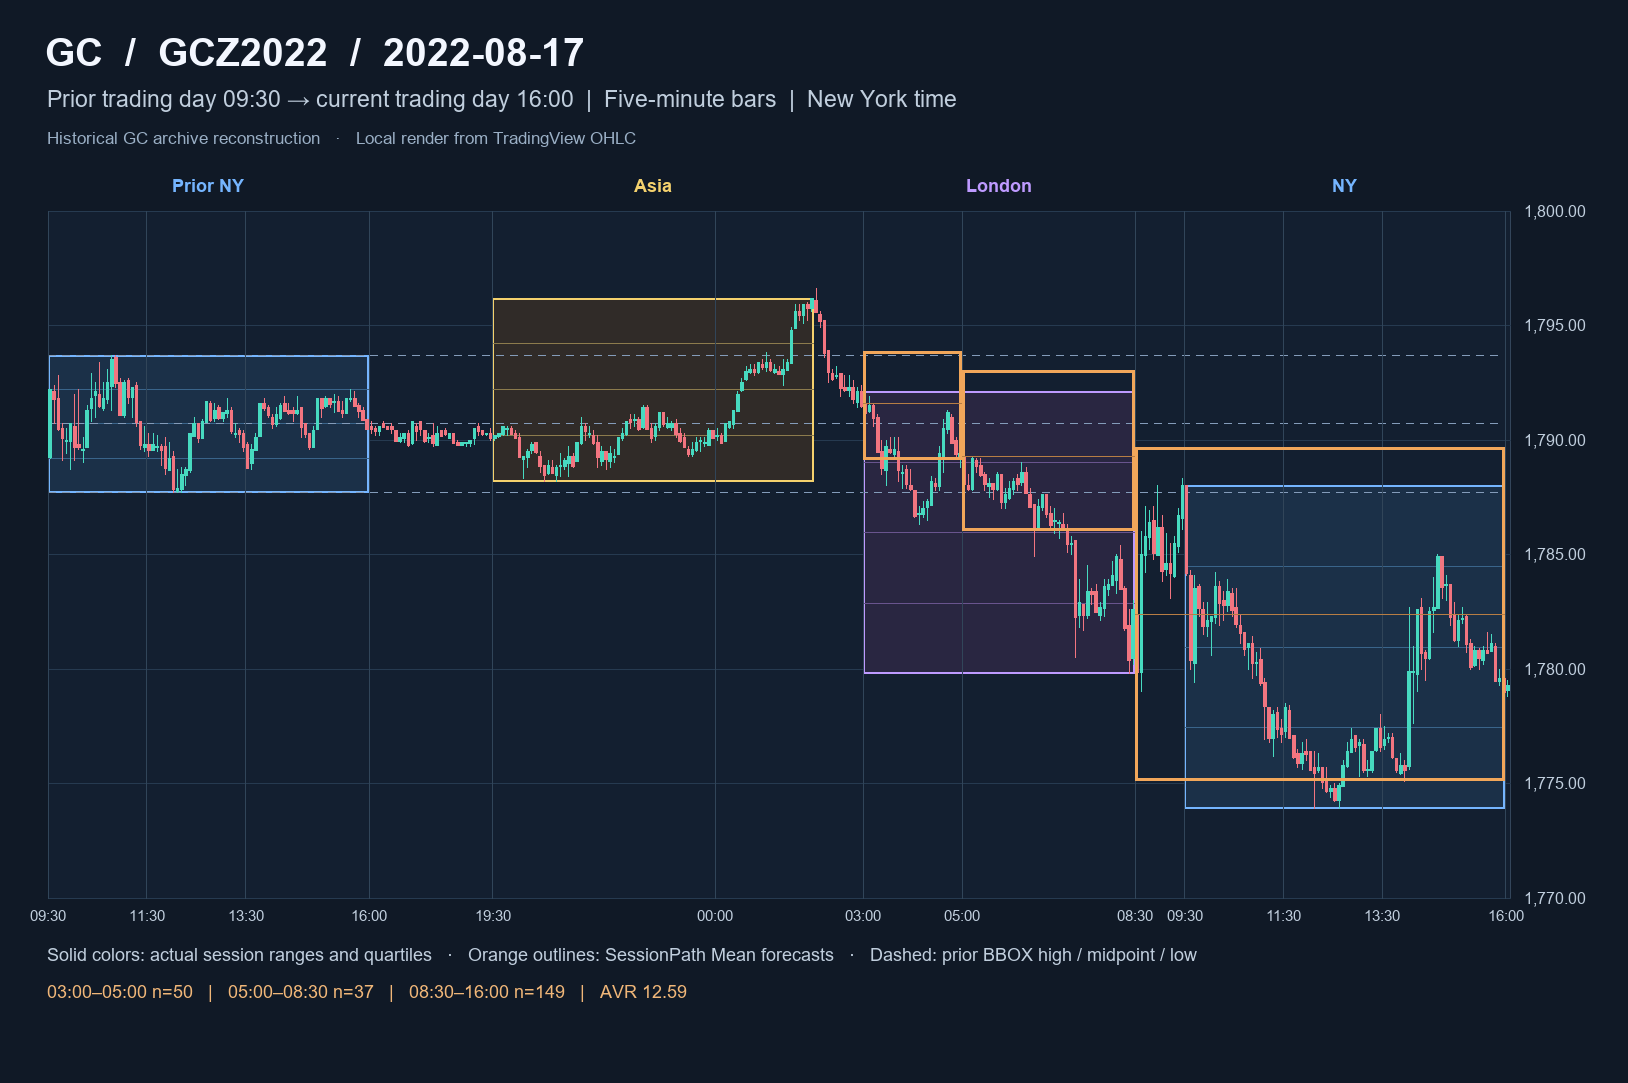 GC / GCZ2022 / 2022-08-17
Prior trading day 09:30 → current trading day 16:00 | Five-minute bars | New York time
Historical GC archive reconstruction · Local render from TradingView OHLC
Prior NY Asia London NY
1,800.00
1,795.00
1,790.00
1,785.00
1,780.00
1,775.00
1,770.00
09:30 11:30 13:30 16:00 19:30 00:00 03:00 05:00 08:30 09:30 11:30 13:30 16:00
Solid colors: actual session ranges and quartiles · Orange outlines: SessionPath Mean forecasts · Dashed: prior BBOX high / midpoint / low
03:00–05:00 n=50 | 05:00–08:30 n=37 | 08:30–16:00 n=149 | AVR 12.59